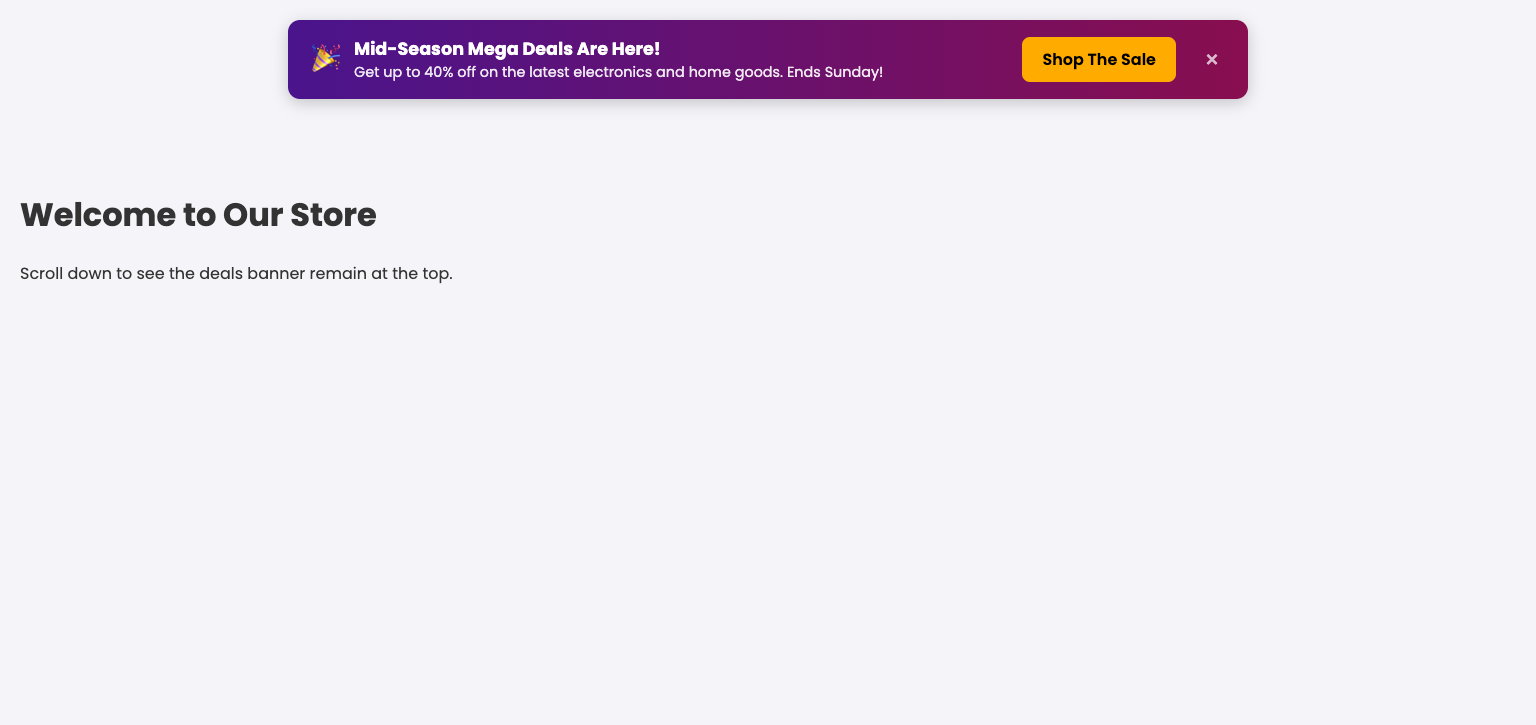 Mid-Season Mega Deals Are Here!
Get up to 40% off on the latest electronics and home goods. Ends Sunday!
Shop The Sale
×
Welcome to Our Store
Scroll down to see the deals banner remain at the top.